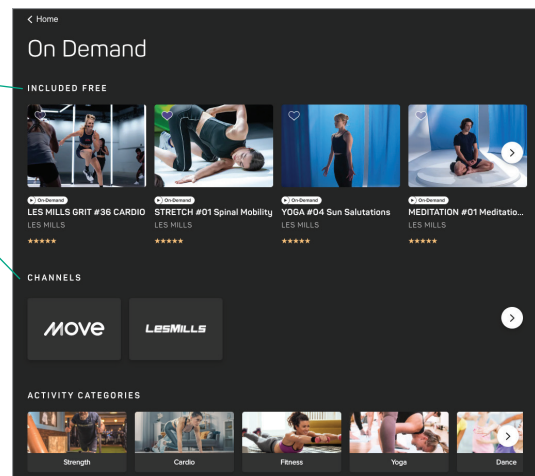 Home
On Demand
INCLUDED FREE
On-Demand
On-Demand
On-Demand
On-Demand
LES MILLS GRIT #36 CARDIO
STRETCH #01 Spinal Mobility
YOGA #04 Sun Salutations
MEDITATION #01 Meditatio...
LES MILLS
LES MILLS
LES MILLS
LES MILLS
CHANNELS
MOVE
LESMILLS
ACTIVITY CATEGORIES
Strength
Cardio
Fitness
Yoga
Dance